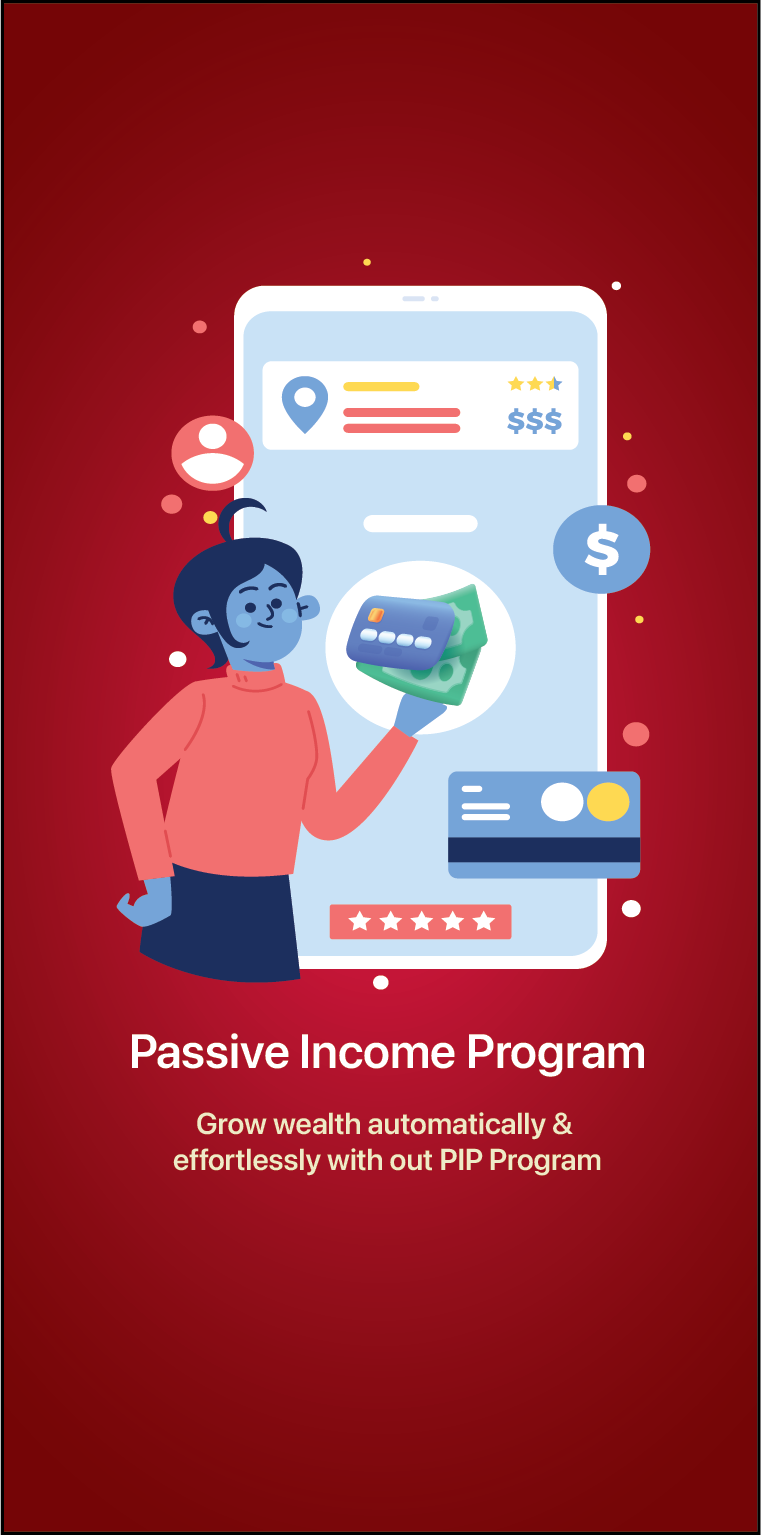 $$$
$
Passive Income Program
Grow wealth automatically &
effortlessly with out PIP Program